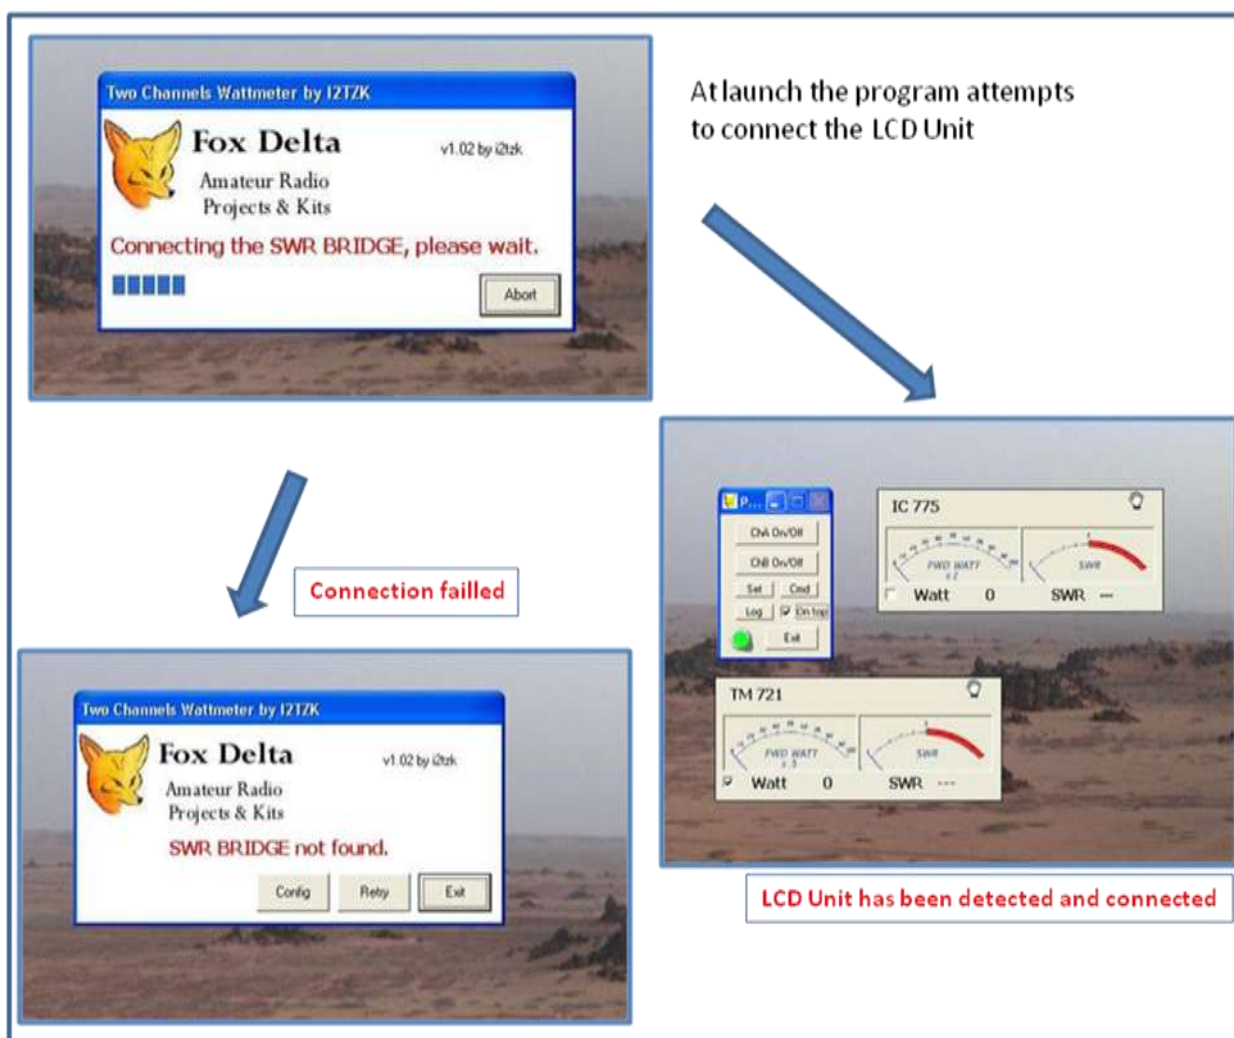 Two Channels Wattmeter by I2TZK
Fox Delta
v1.02 by i2tzk
Amateur Radio
Projects & Kits
Connecting the SWR BRIDGE, please wait.
Abort
At launch the program attempts
to connect the LCD Unit
Connection failled
Two Channels Wattmeter by I2TZK
Fox Delta
v1.02 by i2tzk
Amateur Radio
Projects & Kits
SWR BRIDGE not found.
Config Retry Exit
P...
ChA On/Off
ChB On/Off
Set Cmd
Log On top
Exit
IC 775
FWD WATT
SWR
Watt 0 SWR ---
TM 721
FWD WATT
SWR
Watt 0 SWR ---
LCD Unit has been detected and connected